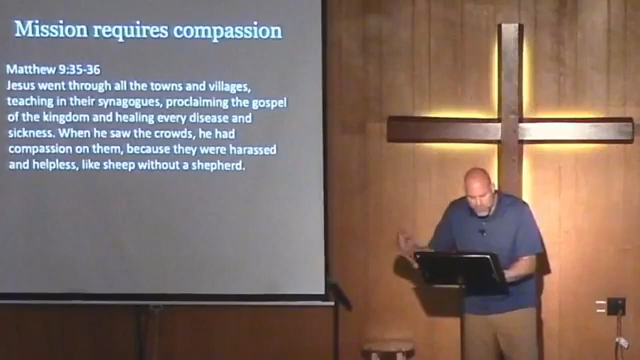 Mission requires compassion
Matthew 9:35-36
Jesus went through all the towns and villages,
teaching in their synagogues, proclaiming the gospel
of the kingdom and healing every disease and
sickness. When he saw the crowds, he had
compassion on them, because they were harassed
and helpless, like sheep without a shepherd.